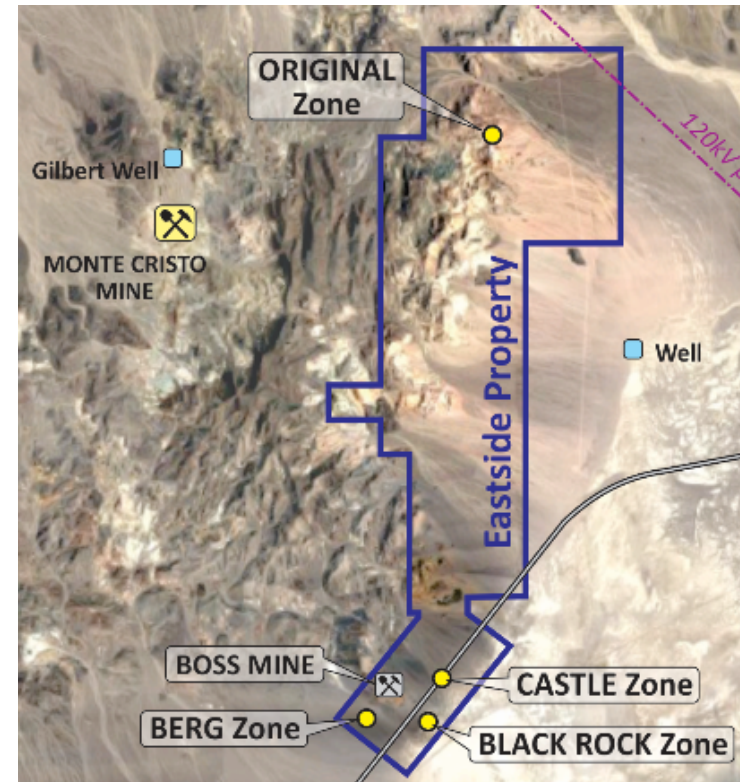 ORIGINAL
Zone
120kV
Gilbert Well
MONTE CRISTO
MINE
Eastside Property
Well
BOSS MINE
CASTLE Zone
BERG Zone
BLACK ROCK Zone